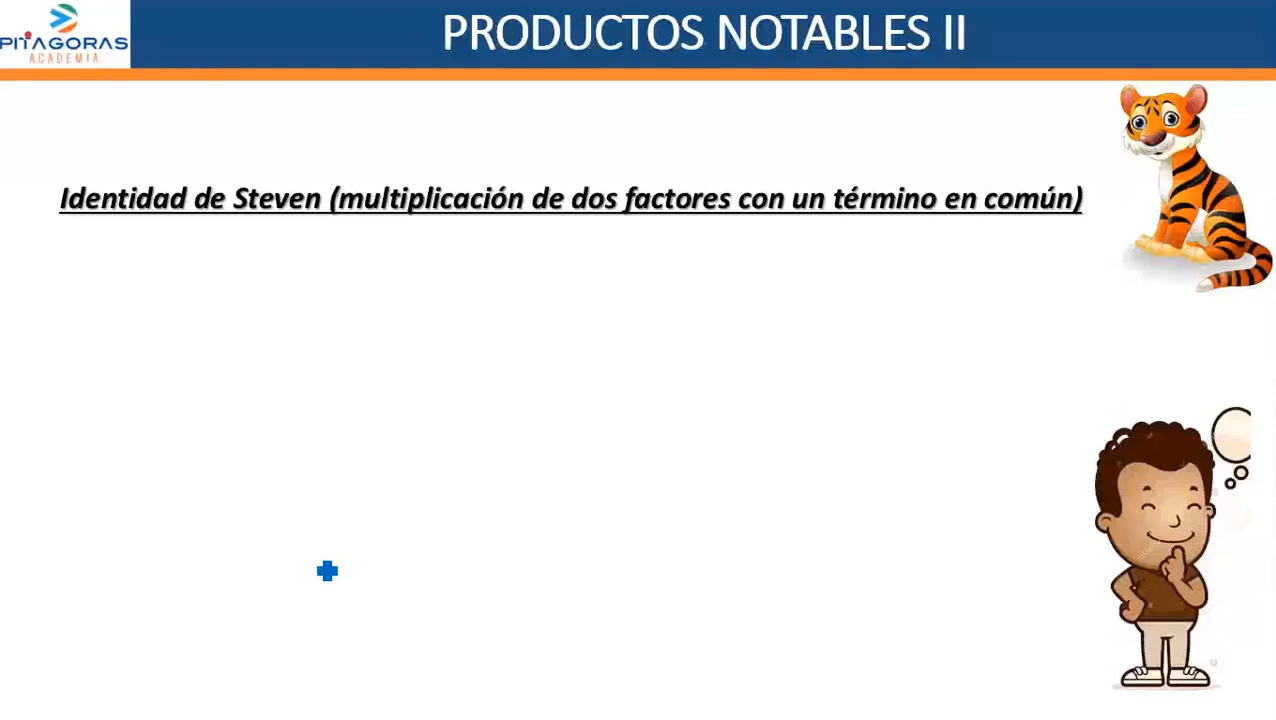 PITAGORAS
ACADEMIA
PRODUCTOS NOTABLES II
Identidad de Steven (multiplicación de dos factores con un término en común)